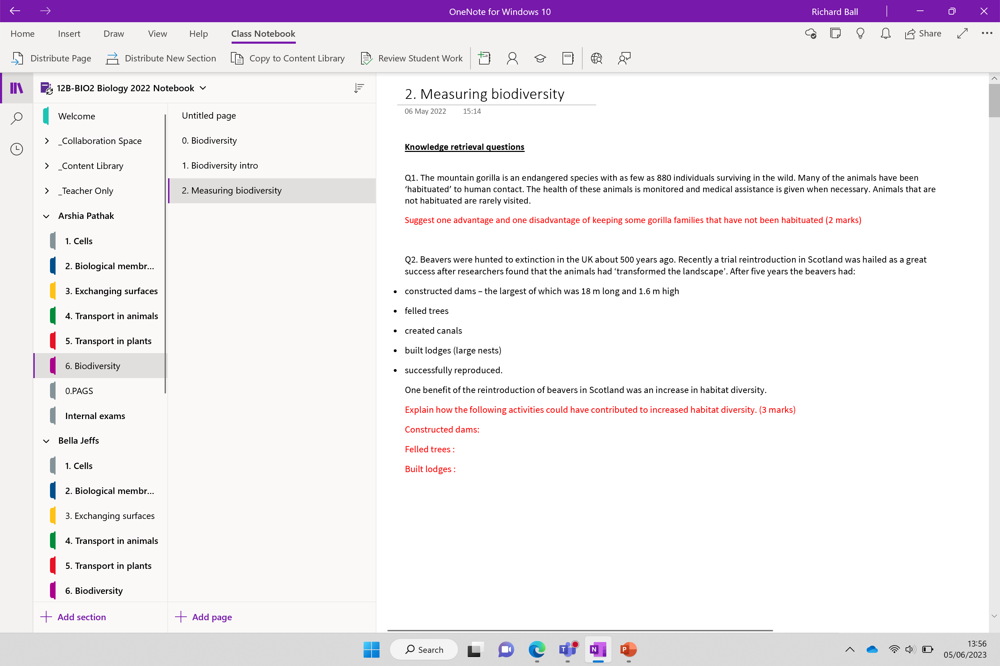 OneNote for Windows 10
Richard Ball
Home
Insert
Draw
View
Help
Class Notebook
Share
Distribute Page
Distribute New Section
Copy to Content Library
Review Student Work
12B-BIO2 Biology 2022 Notebook
Welcome
_Collaboration Space
_Content Library
_Teacher Only
Arshia Pathak
1. Cells
2. Biological membr...
3. Exchanging surfaces
4. Transport in animals
5. Transport in plants
6. Biodiversity
0.PAGS
Internal exams
Bella Jeffs
1. Cells
2. Biological membr...
3. Exchanging surfaces
4. Transport in animals
5. Transport in plants
6. Biodiversity
Add section
Untitled page
0. Biodiversity
1. Biodiversity intro
2. Measuring biodiversity
Add page
2. Measuring biodiversity
06 May 2022 15:14
Knowledge retrieval questions
Q1. The mountain gorilla is an endangered species with as few as 880 individuals surviving in the wild. Many of the animals have been
‘habituated’ to human contact. The health of these animals is monitored and medical assistance is given when necessary. Animals that are
not habituated are rarely visited.
Suggest one advantage and one disadvantage of keeping some gorilla families that have not been habituated (2 marks)
Q2. Beavers were hunted to extinction in the UK about 500 years ago. Recently a trial reintroduction in Scotland was hailed as a great
success after researchers found that the animals had ‘transformed the landscape’. After five years the beavers had:
• constructed dams – the largest of which was 18 m long and 1.6 m high
• felled trees
• created canals
• built lodges (large nests)
• successfully reproduced.
One benefit of the reintroduction of beavers in Scotland was an increase in habitat diversity.
Explain how the following activities could have contributed to increased habitat diversity. (3 marks)
Constructed dams:
Felled trees :
Built lodges :
Search
T
N
P
13:56
05/06/2023